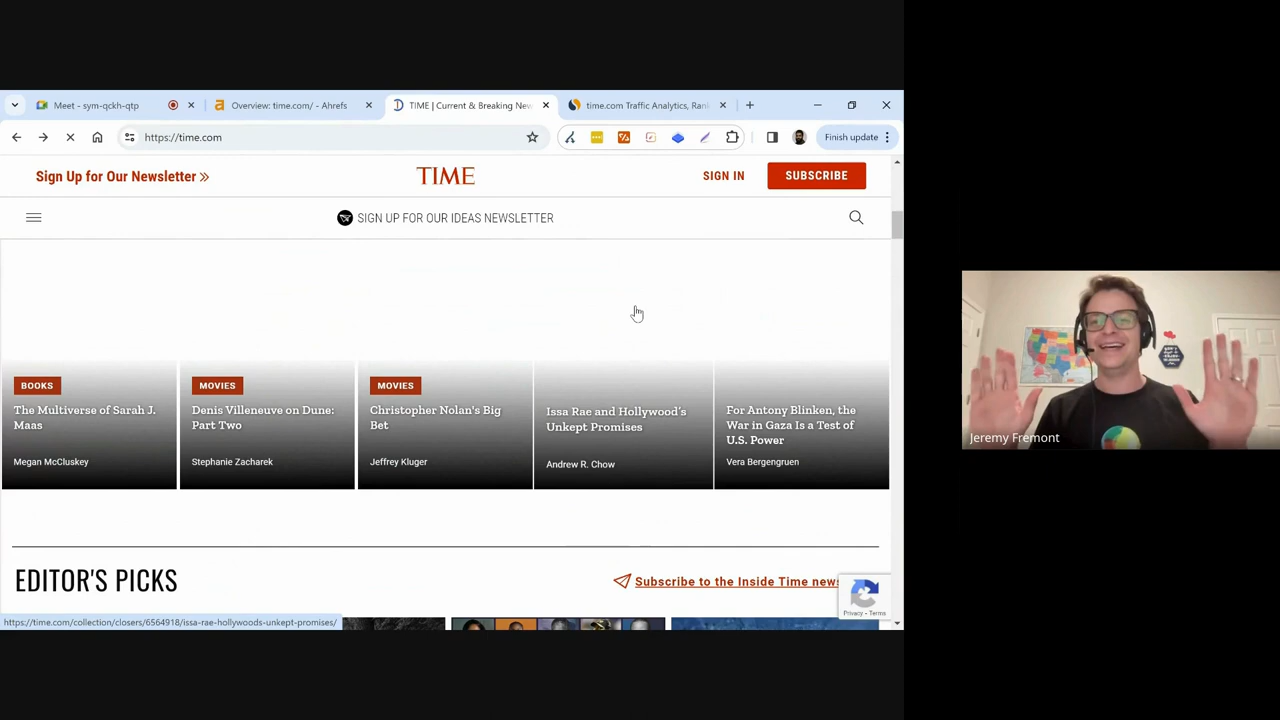 Meet - sym-qckh-qtp
Overview: time.com/ - Ahrefs
TIME | Current & Breaking New
time.com Traffic Analytics, Rank
https://time.com
Finish update
Sign Up for Our Newsletter
TIME
SIGN IN
SUBSCRIBE
SIGN UP FOR OUR IDEAS NEWSLETTER
BOOKS
The Multiverse of Sarah J.
Maas
Megan McCluskey
MOVIES
Denis Villeneuve on Dune:
Part Two
Stephanie Zacharek
MOVIES
Christopher Nolan's Big
Bet
Jeffrey Kluger
Issa Rae and Hollywood's
Unkept Promises
Andrew R. Chow
For Antony Blinken, the
War in Gaza Is a Test of
U.S. Power
Vera Bergengruen
EDITOR'S PICKS
Subscribe to the Inside Time news
Privacy - Terms
https://time.com/collection/closers/6564918/issa-rae-hollywoods-unkept-promises/
Jeremy Fremont